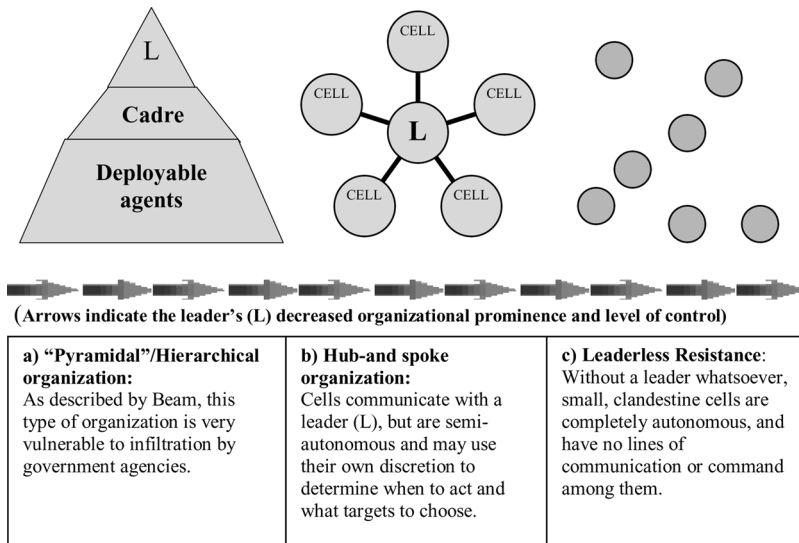 L
Cadre
Deployable
agents
CELL
CELL
CELL
L
CELL
CELL
(Arrows indicate the leader’s (L) decreased organizational prominence and level of control)
a) “Pyramidal”/Hierarchical
organization:
As described by Beam, this
type of organization is very
vulnerable to infiltration by
government agencies.
b) Hub-and spoke
organization:
Cells communicate with a
leader (L), but are semi-
autonomous and may use
their own discretion to
determine when to act and
what targets to choose.
c) Leaderless Resistance:
Without a leader whatsoever,
small, clandestine cells are
completely autonomous, and
have no lines of
communication or command
among them.